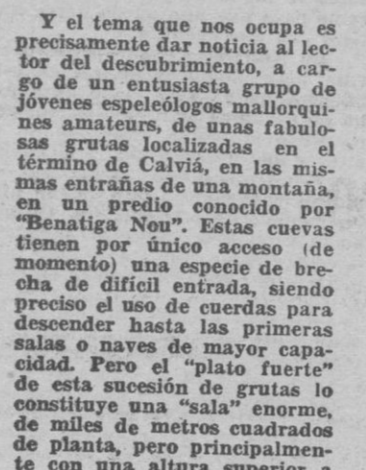 Y el tema que nos ocupa es
precisamente dar noticia al lec-
tor del descubrimiento, a car-
go de un entusiasta grupo de
jóvenes espeleólogos mallorqui-
nes amateurs, de unas fabulo-
sas grutas localizadas en el
término de Calviá, en las mis-
mas entrañas de una montaña,
en un predio conocido por
"Benatiga Nou". Estas cuevas
tienen por único acceso (de
momento) una especie de bre-
cha de difícil entrada, siendo
preciso el uso de cuerdas para
descender hasta las primeras
salas o naves de mayor capa-
cidad. Pero el "plato fuerte"
de esta sucesión de grutas lo
constituye una "sala" enorme,
de miles de metros cuadrados
de planta, pero principalmen-
te con una altura superior a